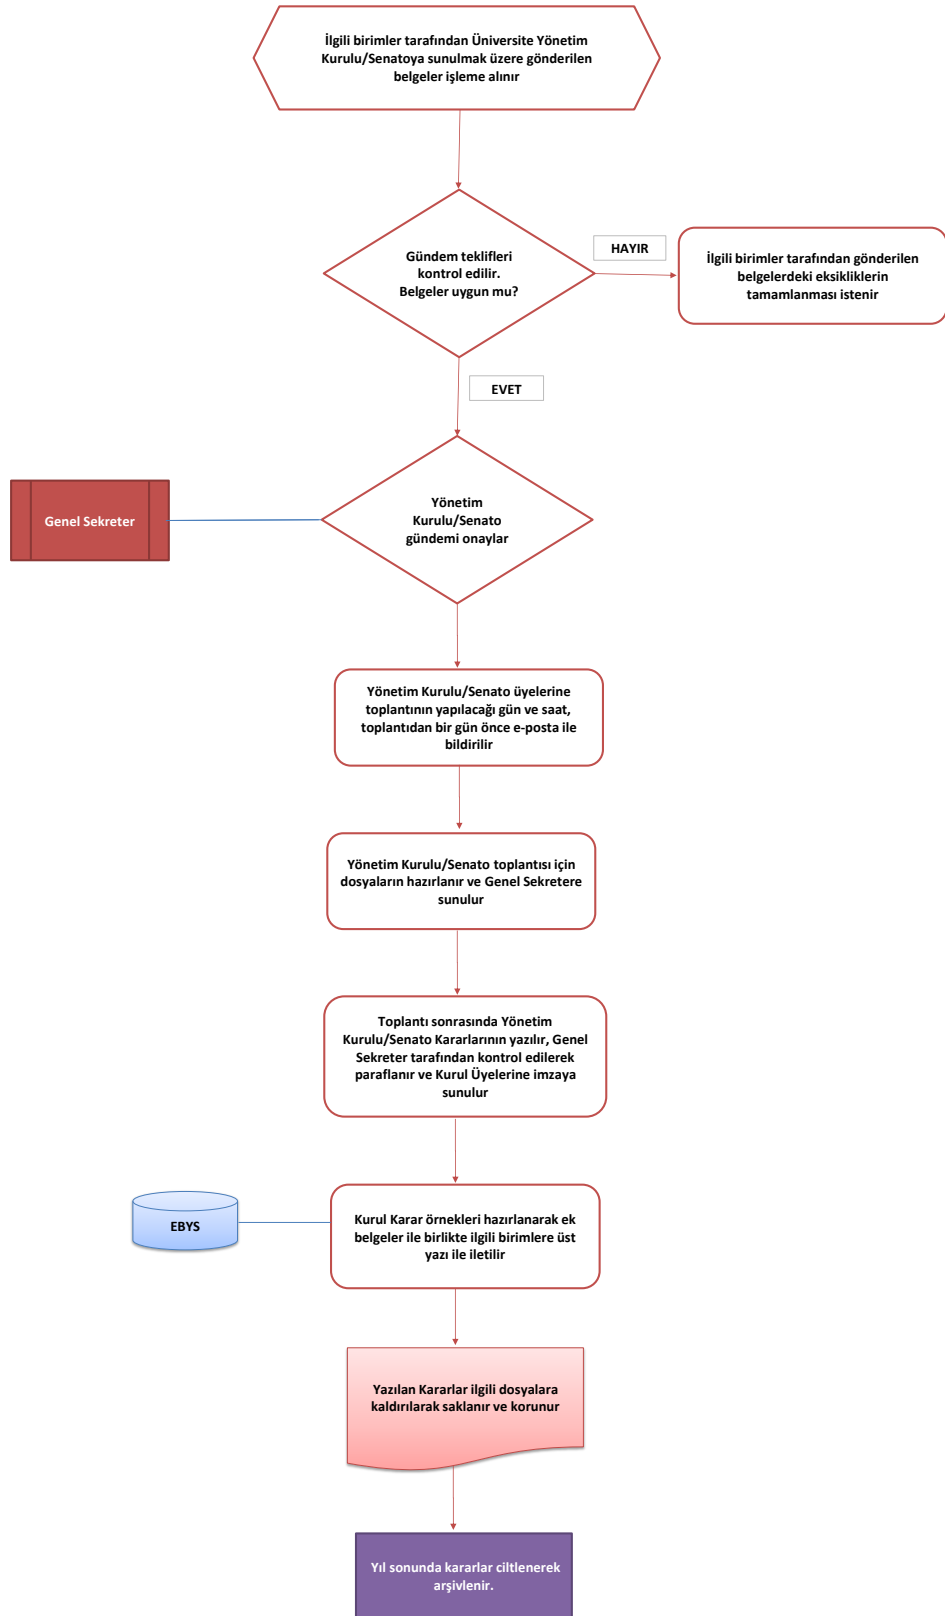 İlgili birimler tarafından Üniversite Yönetim
Kurulu/Senatoya sunulmak üzere gönderilen
belgeler işleme alınır
Gündem teklifleri
kontrol edilir.
Belgeler uygun mu?
HAYIR
İlgili birimler tarafından gönderilen
belgelerdeki eksikliklerin
tamamlanması istenir
EVET
Genel Sekreter
Yönetim
Kurulu/Senato
gündemi onaylar
Yönetim Kurulu/Senato üyelerine
toplantının yapılacağı gün ve saat,
toplantıdan bir gün önce e-posta ile
bildirilir
Yönetim Kurulu/Senato toplantısı için
dosyaların hazırlanır ve Genel Sekretere
sunulur
Toplantı sonrasında Yönetim
Kurulu/Senato Kararlarının yazılır, Genel
Sekreter tarafından kontrol edilerek
paraflanır ve Kurul Üyelerine imzaya
sunulur
EBYS
Kurul Karar örnekleri hazırlanarak ek
belgeler ile birlikte ilgili birimlere üst
yazı ile iletilir
Yazılan Kararlar ilgili dosyalara
kaldırılarak saklanır ve korunur
Yıl sonunda kararlar ciltlenerek
arşivlenir.